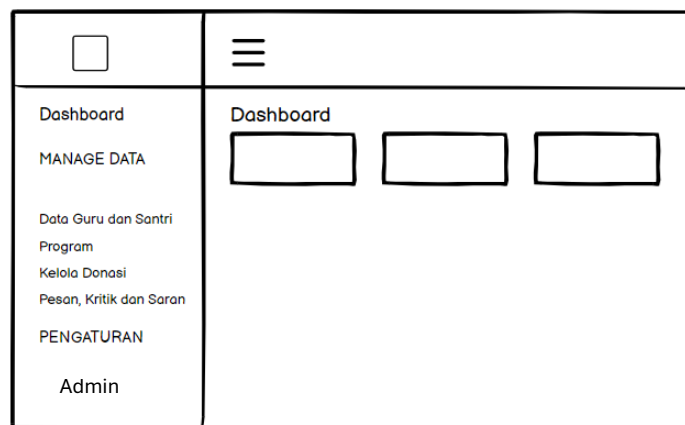 Dashboard
MANAGE DATA
Data Guru dan Santri
Program
Kelola Donasi
Pesan, Kritik dan Saran
PENGATURAN
Admin
Dashboard